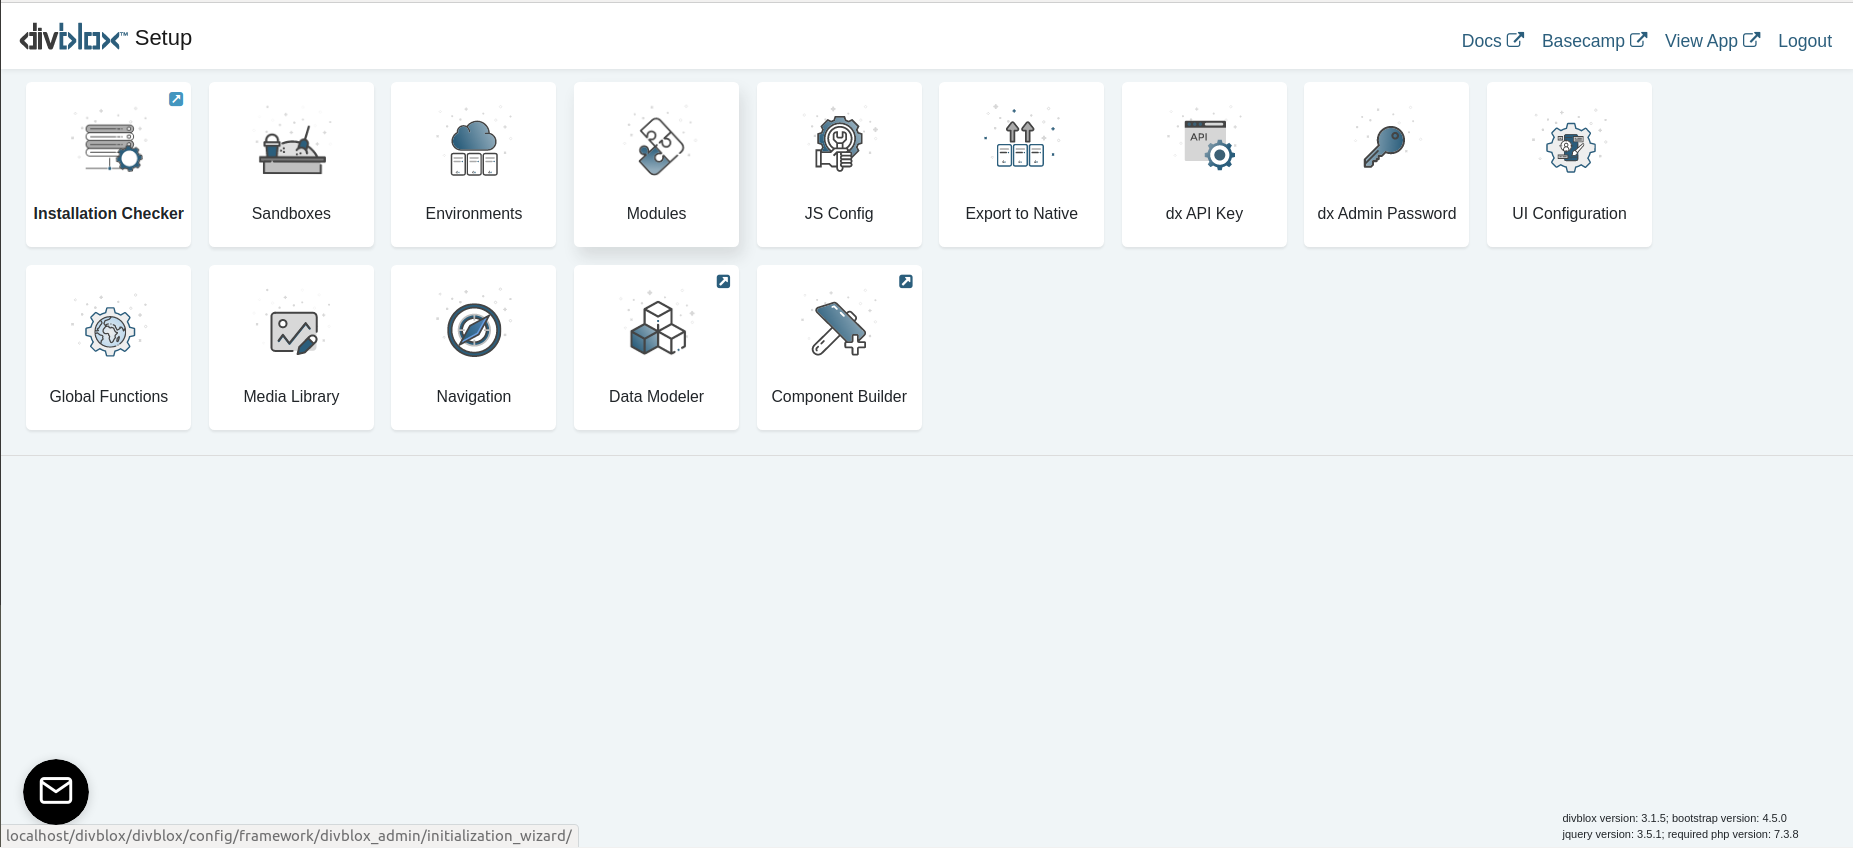 divblox™ Setup
Docs
Basecamp
View App
Logout
Installation Checker
Sandboxes
Environments
Modules
JS Config
Export to Native
API
dx API Key
dx Admin Password
UI Configuration
Global Functions
Media Library
Navigation
Data Modeler
Component Builder
divblox version: 3.1.5; bootstrap version: 4.5.0
jquery version: 3.5.1; required php version: 7.3.8
localhost/divblox/divblox/config/framework/divblox_admin/initialization_wizard/